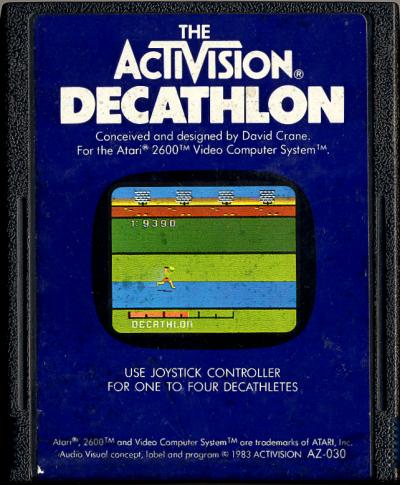 THE
ACTIVISION®
DECATHLON
Conceived and designed by David Crane.
For the Atari® 2600™ Video Computer System™.
1:9390
DECATHLON
USE JOYSTICK CONTROLLER
FOR ONE TO FOUR DECATHLETES
Atari®, 2600™ and Video Computer System™ are trademarks of ATARI, Inc.
Audio Visual concept, label and program © 1983 ACTIVISION AZ-030